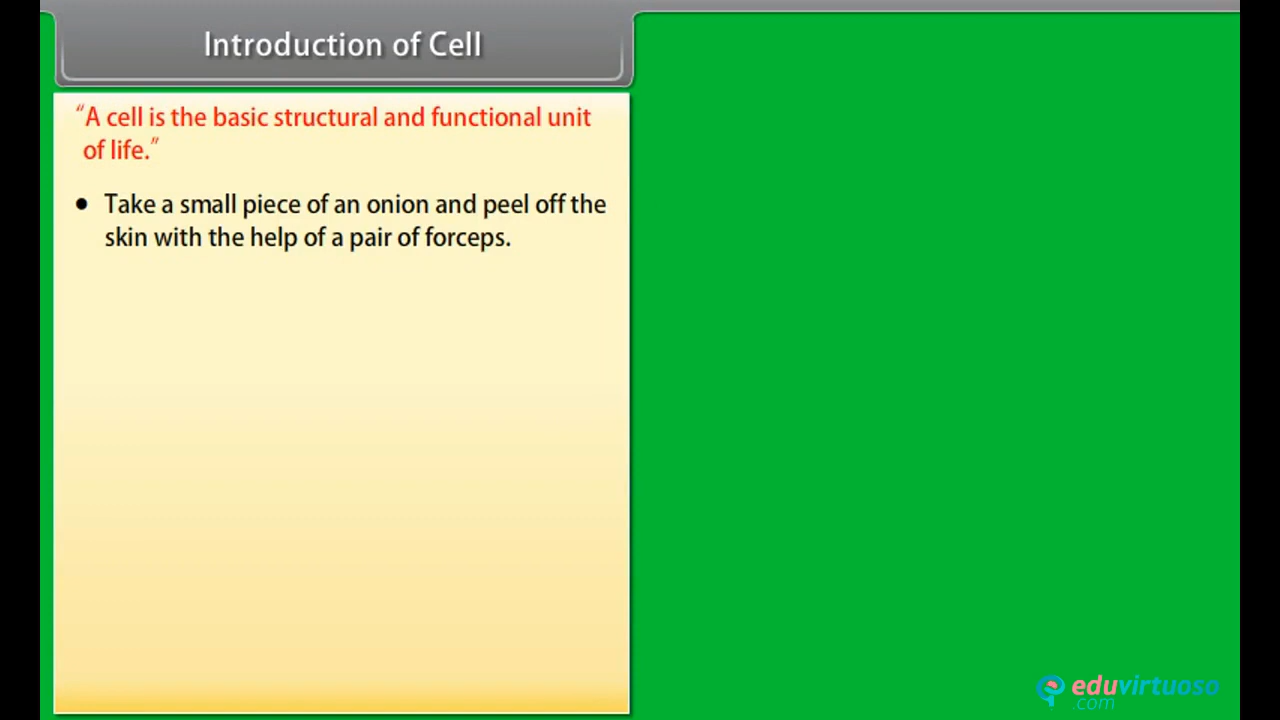 Introduction of Cell
“A cell is the basic structural and functional unit
of life.”
● Take a small piece of an onion and peel off the
skin with the help of a pair of forceps.
eduvirtuoso
.com